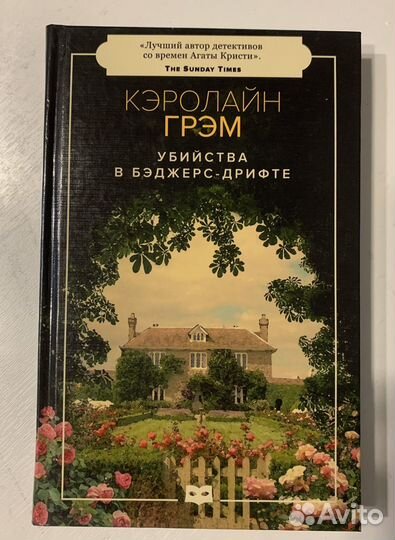 «Лучший автор детективов
со времен Агаты Кристи».
The Sunday Times
КЭРОЛАЙН
ГРЭМ
УБИЙСТВА
В БЭДЖЕРС-ДРИФТЕ
Avito